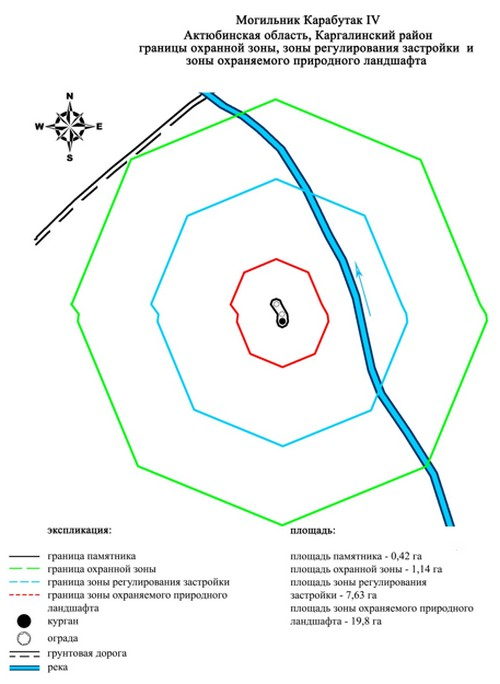 Могильник Карабутак IV
Актюбинская область, Каргалинский район
границы охранной зоны, зоны регулирования застройки и
зоны охраняемого природного ландшафта
N
W E
S
экспликация:
граница памятника
граница охранной зоны
граница зоны регулирования застройки
граница зоны охраняемого природного
ландшафта
курган
ограда
грунтовая дорога
река
площадь:
площадь памятника - 0,42 га
площадь охранной зоны - 1,14 га
площадь зоны регулирования
застройки - 7,63 га
площадь зоны охраняемого природного
ландшафта - 19,8 га